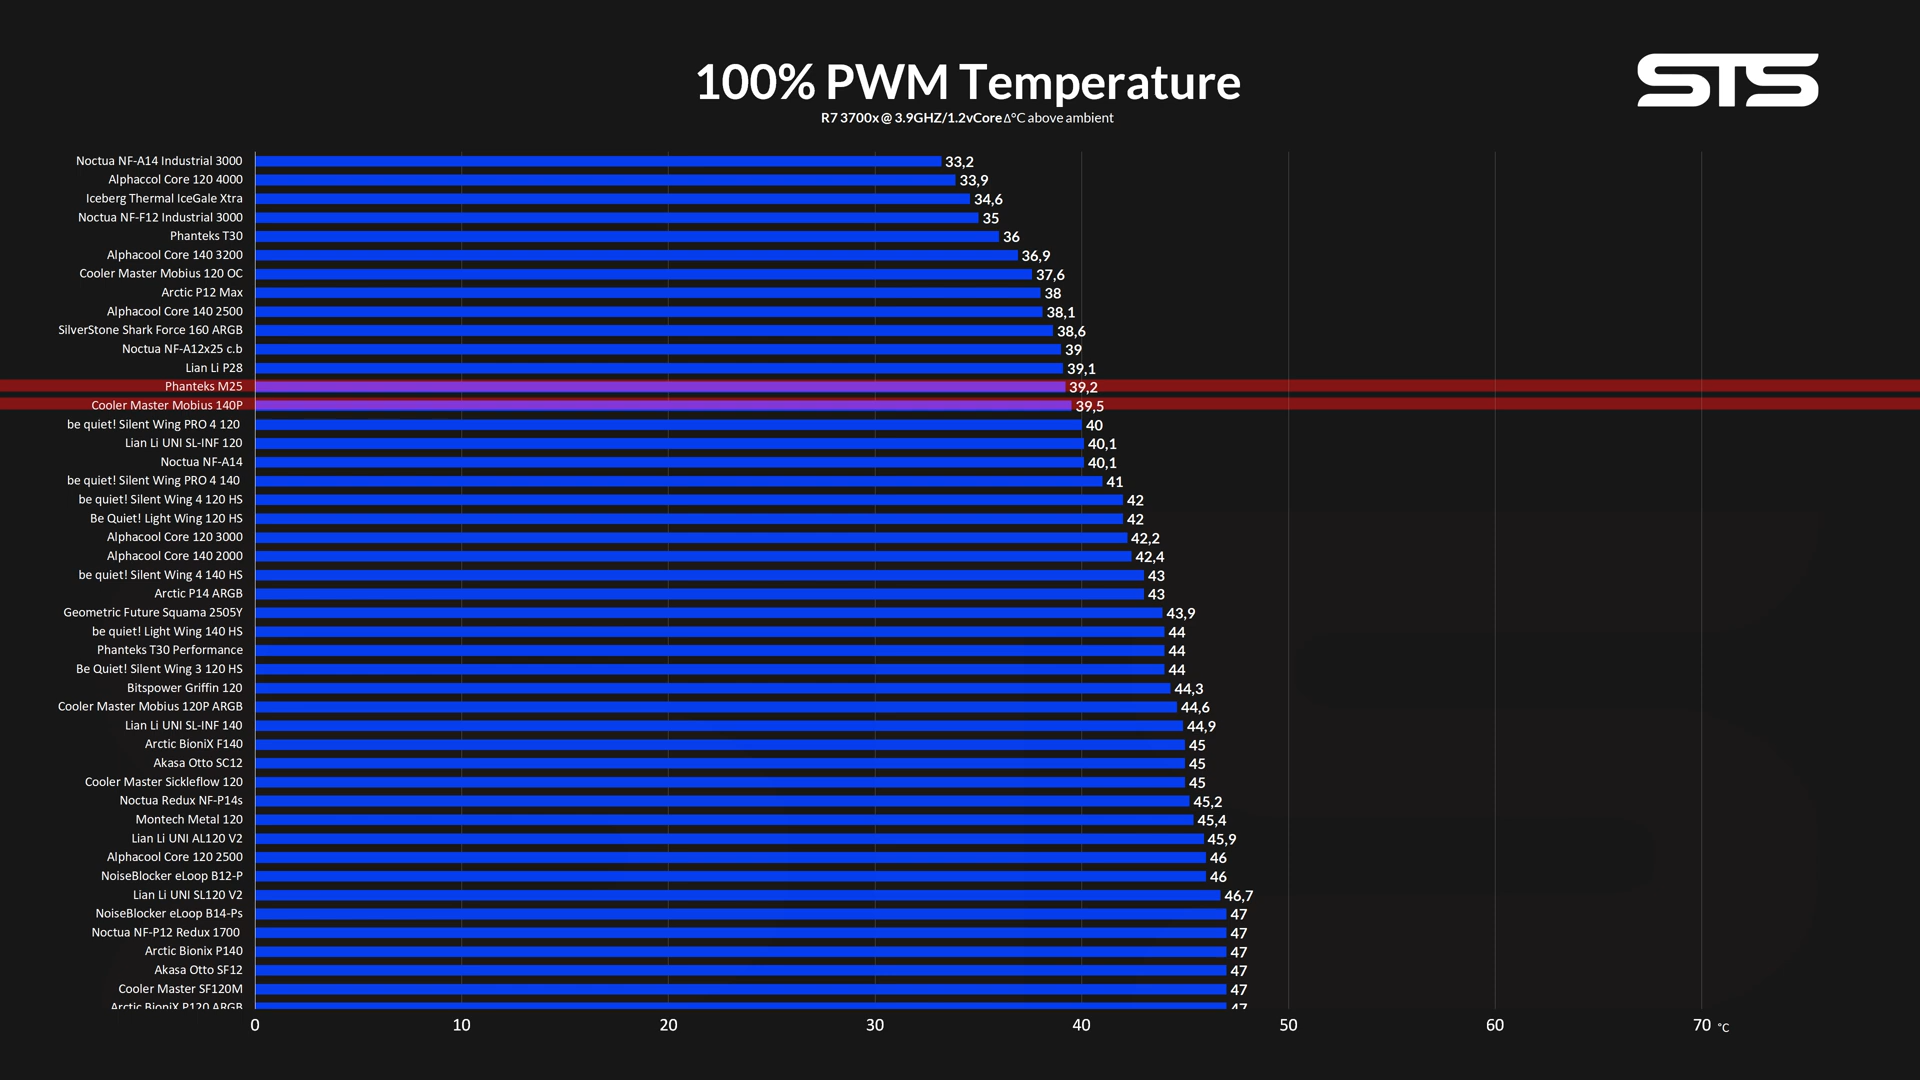 100% PWM Temperature
STS
R7 3700x @ 3.9GHZ/1.2vCore Δ°C above ambient
Noctua NF-A14 Industrial 3000 33,2
Alphaccol Core 120 4000 33,9
Iceberg Thermal IceGale Xtra 34,6
Noctua NF-F12 Industrial 3000 35
Phanteks T30 36
Alphacool Core 140 3200 36,9
Cooler Master Mobius 120 OC 37,6
Arctic P12 Max 38
Alphacool Core 140 2500 38,1
SilverStone Shark Force 160 ARGB 38,6
Noctua NF-A12x25 c.b 39
Lian Li P28 39,1
Phanteks M25 39,2
Cooler Master Mobius 140P 39,5
be quiet! Silent Wing PRO 4 120 40
Lian Li UNI SL-INF 120 40,1
Noctua NF-A14 40,1
be quiet! Silent Wing PRO 4 140 41
be quiet! Silent Wing 4 120 HS 42
Be Quiet! Light Wing 120 HS 42
Alphacool Core 120 3000 42,2
Alphacool Core 140 2000 42,4
be quiet! Silent Wing 4 140 HS 43
Arctic P14 ARGB 43
Geometric Future Squama 2505Y 43,9
be quiet! Light Wing 140 HS 44
Phanteks T30 Performance 44
Be Quiet! Silent Wing 3 120 HS 44
Bitspower Griffin 120 44,3
Cooler Master Mobius 120P ARGB 44,6
Lian Li UNI SL-INF 140 44,9
Arctic BioniX F140 45
Akasa Otto SC12 45
Cooler Master Sickleflow 120 45
Noctua Redux NF-P14s 45,2
Montech Metal 120 45,4
Lian Li UNI AL120 V2 45,9
Alphacool Core 120 2500 46
NoiseBlocker eLoop B12-P 46
Lian Li UNI SL120 V2 46,7
NoiseBlocker eLoop B14-Ps 47
Noctua NF-P12 Redux 1700 47
Arctic Bionix P140 47
Akasa Otto SF12 47
Cooler Master SF120M 47
Arctic BioniX P120 ARGB 47
0 10 20 30 40 50 60 70 °C